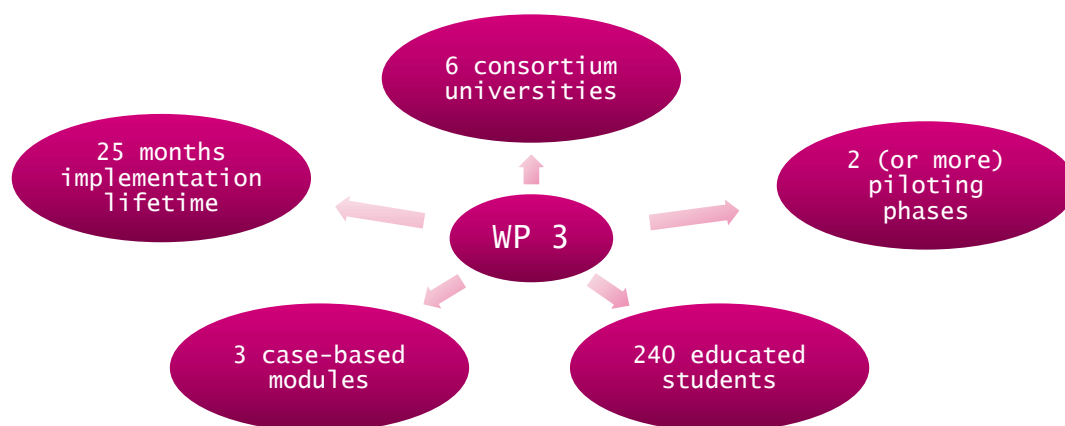 6 consortium
universities
25 months
implementation
lifetime
2 (or more)
piloting
phases
WP 3
3 case-based
modules
240 educated
students